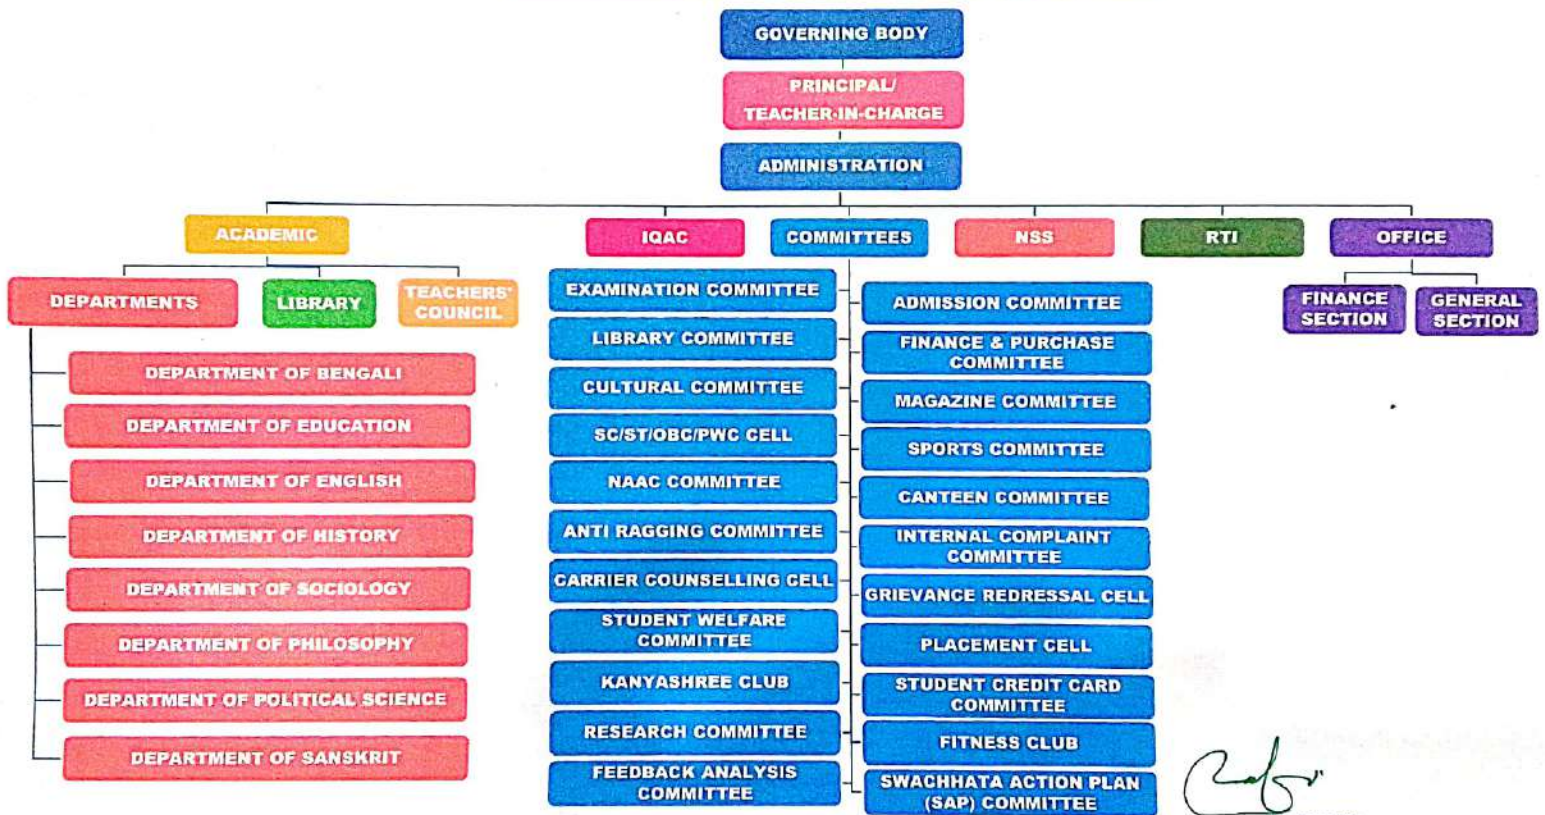 GOVERNING BODY
PRINCIPAL/
TEACHER-IN-CHARGE
ADMINISTRATION
ACADEMIC
IQAC
COMMITTEES
NSS
RTI
OFFICE
DEPARTMENTS
LIBRARY
TEACHERS'
COUNCIL
FINANCE
SECTION
GENERAL
SECTION
DEPARTMENT OF BENGALI
DEPARTMENT OF EDUCATION
DEPARTMENT OF ENGLISH
DEPARTMENT OF HISTORY
DEPARTMENT OF SOCIOLOGY
DEPARTMENT OF PHILOSOPHY
DEPARTMENT OF POLITICAL SCIENCE
DEPARTMENT OF SANSKRIT
EXAMINATION COMMITTEE
LIBRARY COMMITTEE
CULTURAL COMMITTEE
SC/ST/OBC/PWC CELL
NAAC COMMITTEE
ANTI RAGGING COMMITTEE
CARRIER COUNSELLING CELL
STUDENT WELFARE
COMMITTEE
KANYASHREE CLUB
RESEARCH COMMITTEE
FEEDBACK ANALYSIS
COMMITTEE
ADMISSION COMMITTEE
FINANCE & PURCHASE
COMMITTEE
MAGAZINE COMMITTEE
SPORTS COMMITTEE
CANTEEN COMMITTEE
INTERNAL COMPLAINT
COMMITTEE
GRIEVANCE REDRESSAL CELL
PLACEMENT CELL
STUDENT CREDIT CARD
COMMITTEE
FITNESS CLUB
SWACHHATA ACTION PLAN
(SAP) COMMITTEE